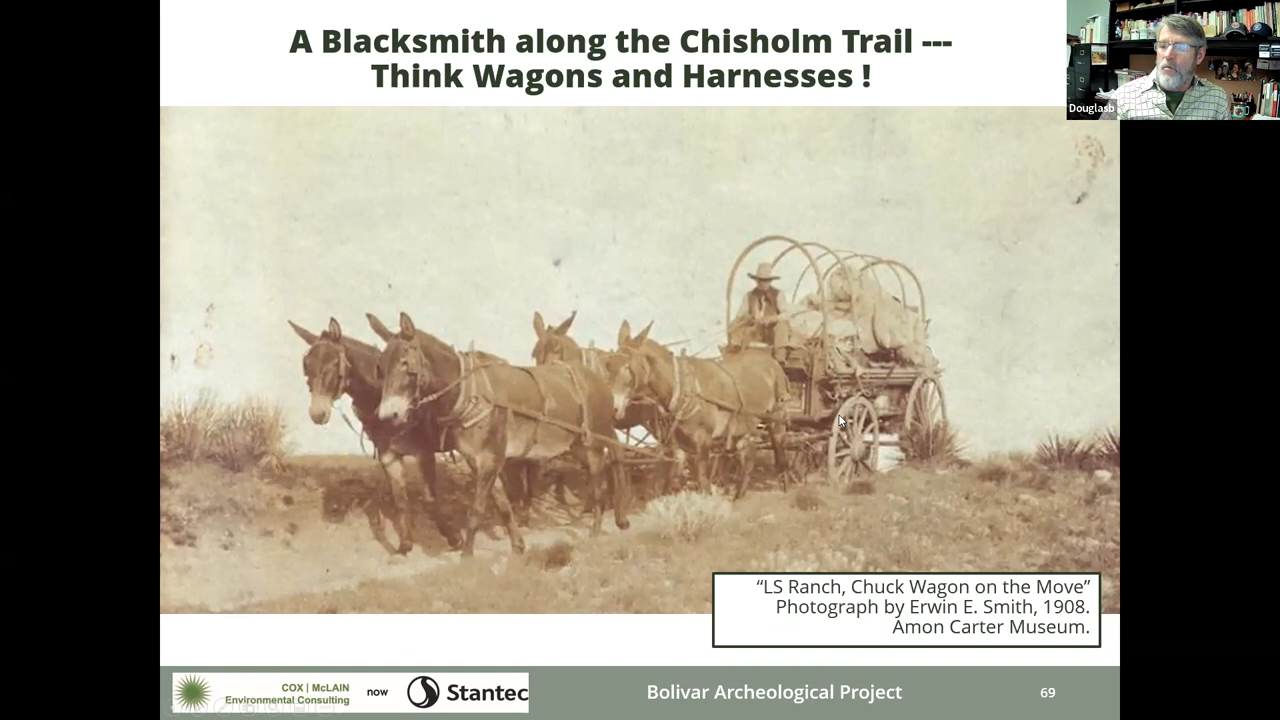 A Blacksmith along the Chisholm Trail ---
Think Wagons and Harnesses !
Douglasb
“LS Ranch, Chuck Wagon on the Move”
Photograph by Erwin E. Smith, 1908.
Amon Carter Museum.
COX | McLAIN
Environmental Consulting
now
Stantec
Bolivar Archeological Project
69